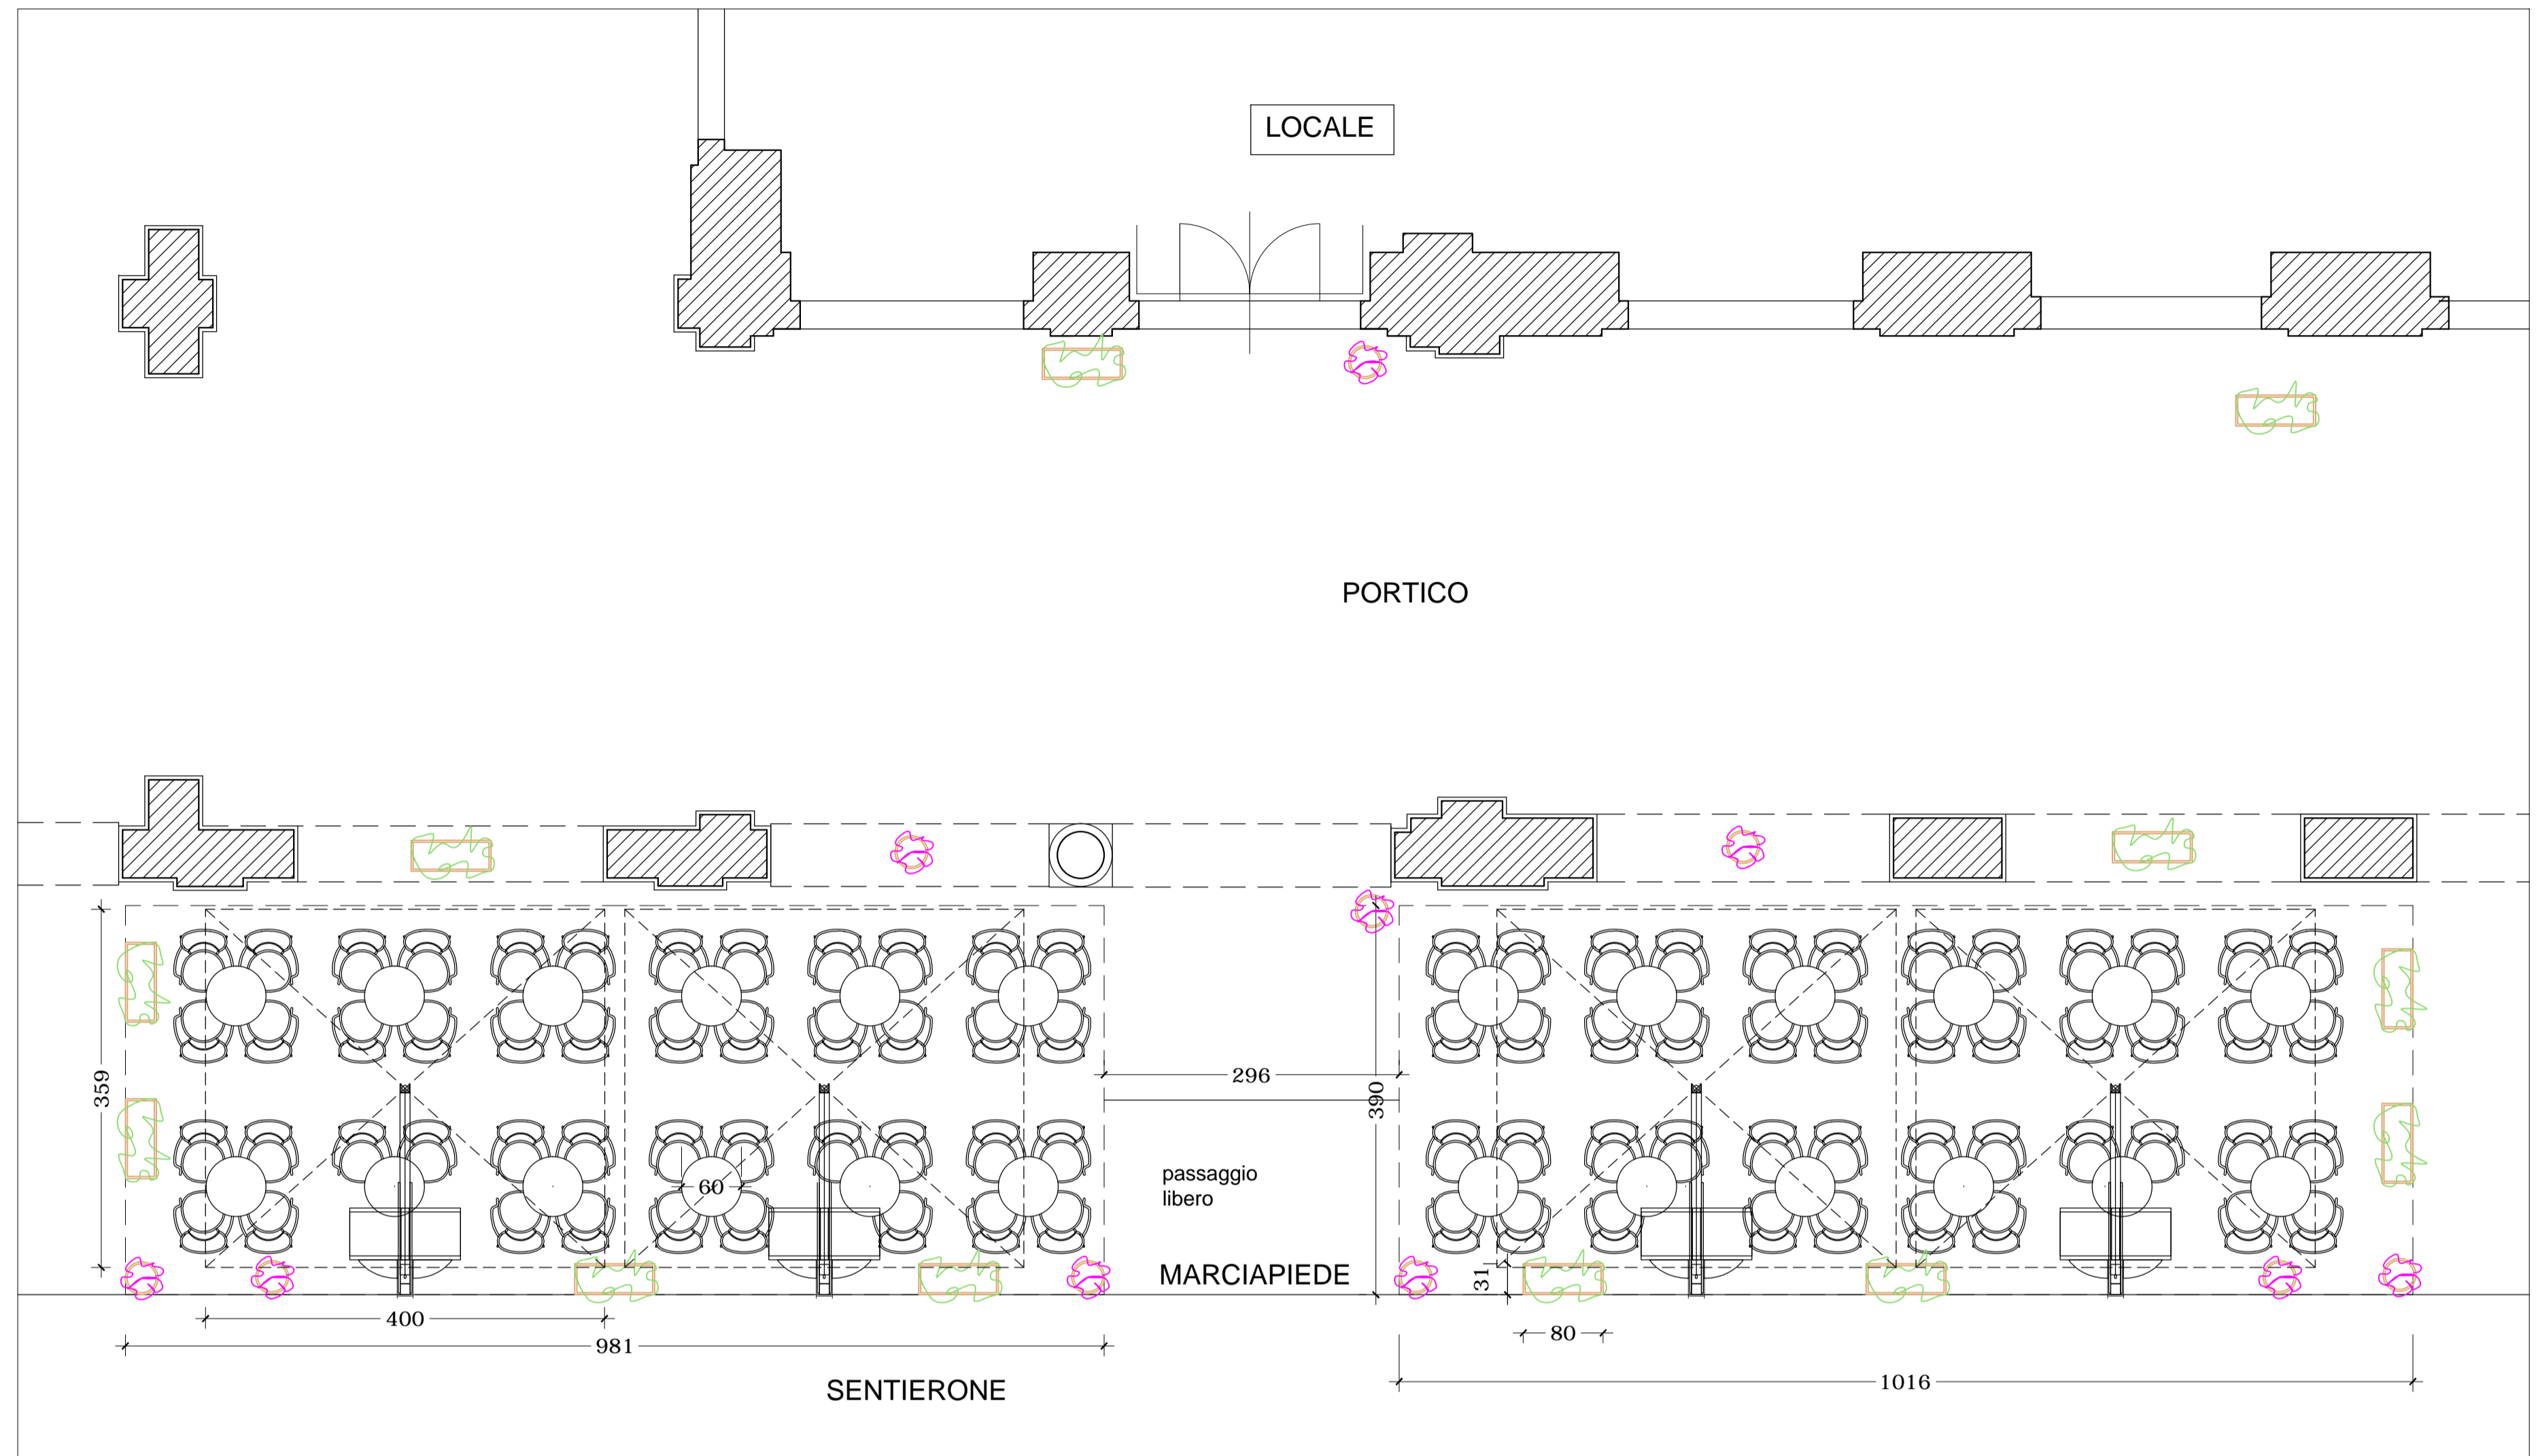 LOCALE
PORTICO
359
296
390
60
passaggio
libero
MARCIAPIEDE
31
400
80
981
1016
SENTIERONE